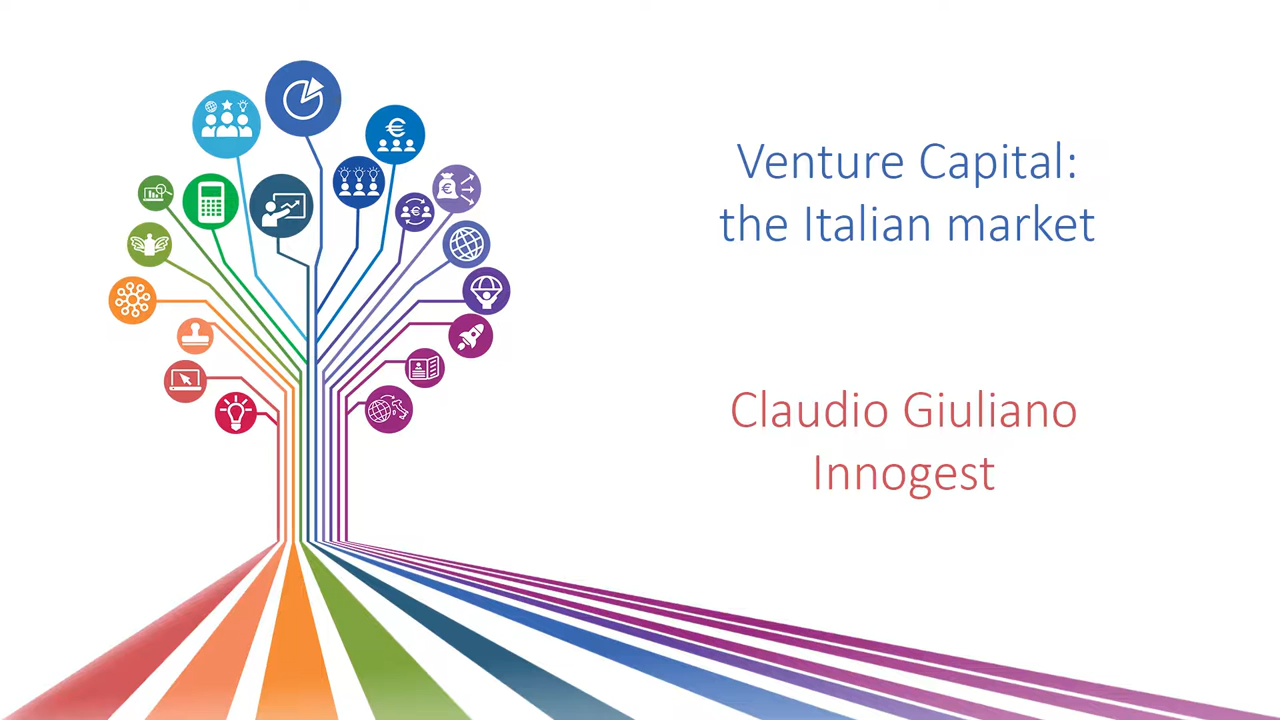 Venture Capital:
the Italian market
Claudio Giuliano
Innogest